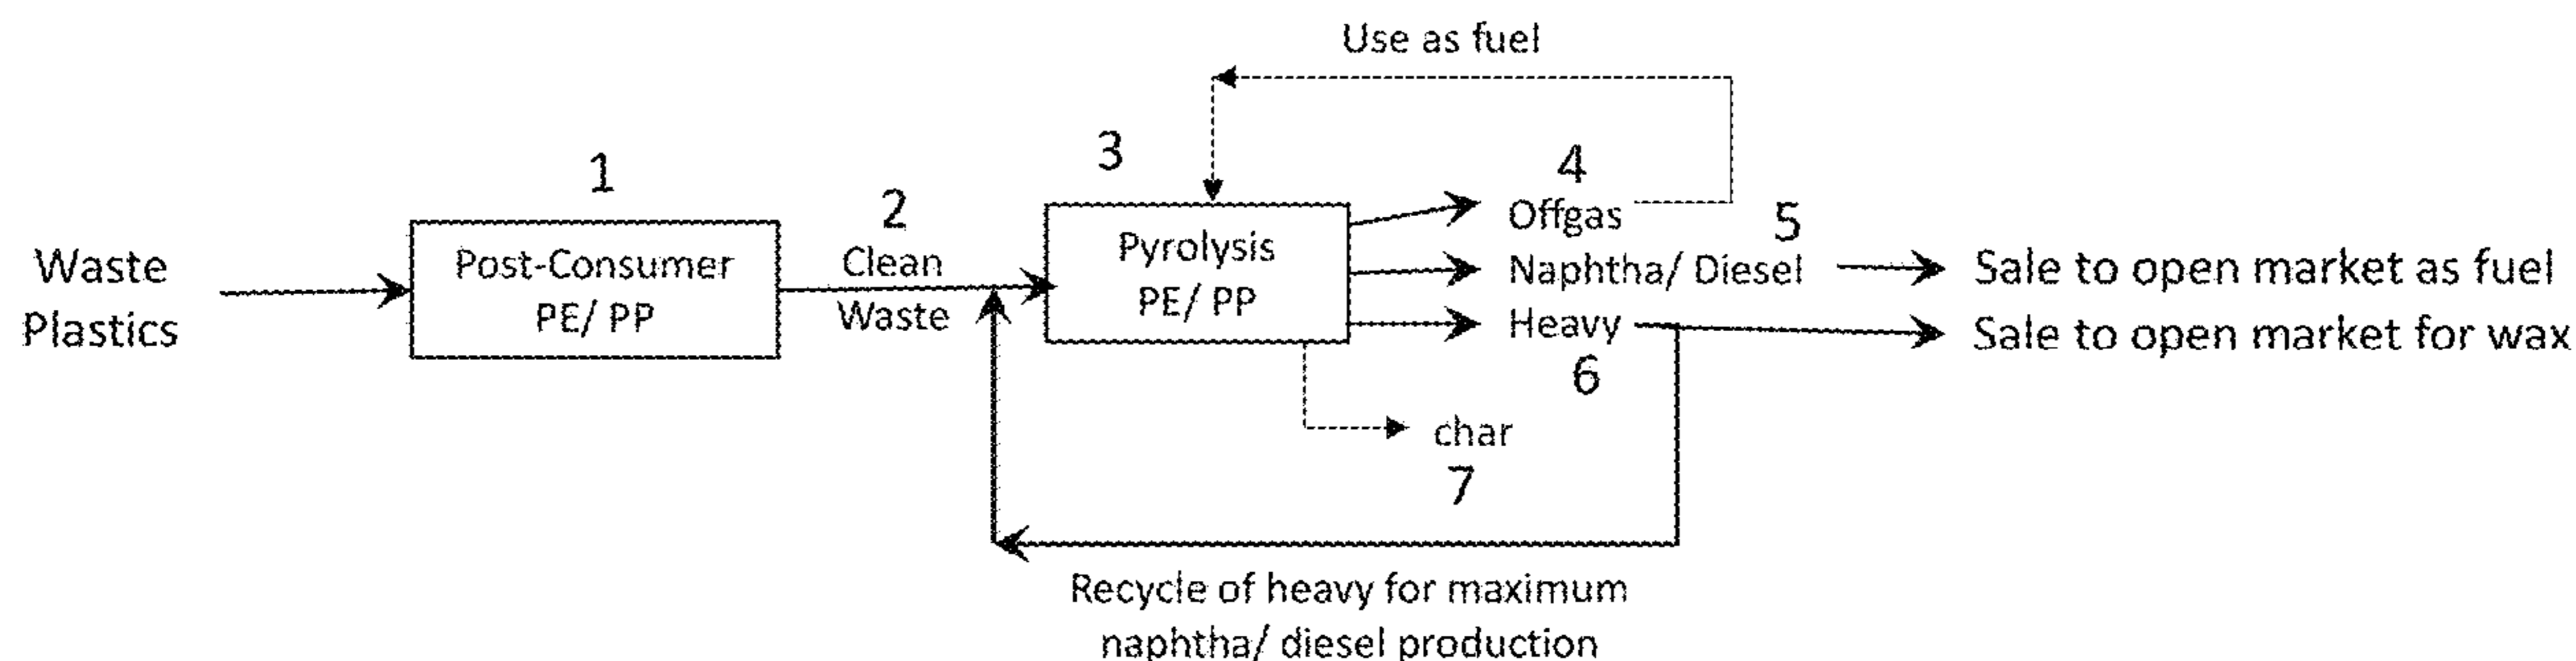 Use as fuel
3
4
1
2
5
Offgas
Waste
Plastics
Post-Consumer
PE/ PP
Clean
Waste
Pyrolysis
PE/ PP
Naphtha/ Diesel
Sale to open market as fuel
Heavy
Sale to open market for wax
6
char
7
Recycle of heavy for maximum
naphtha/ diesel production